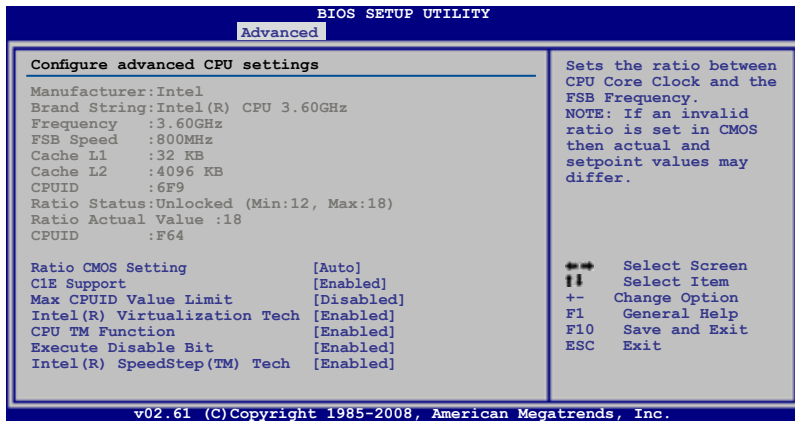 BIOS SETUP UTILITY
Advanced
Configure advanced CPU settings
Manufacturer:Intel
Brand String:Intel(R) CPU 3.60GHz
Frequency :3.60GHz
FSB Speed :800MHz
Cache L1 :32 KB
Cache L2 :4096 KB
CPUID :6F9
Ratio Status:Unlocked (Min:12, Max:18)
Ratio Actual Value :18
CPUID :F64
Ratio CMOS Setting [Auto]
C1E Support [Enabled]
Max CPUID Value Limit [Disabled]
Intel(R) Virtualization Tech [Enabled]
CPU TM Function [Enabled]
Execute Disable Bit [Enabled]
Intel(R) SpeedStep(TM) Tech [Enabled]
Sets the ratio between
CPU Core Clock and the
FSB Frequency.
NOTE: If an invalid
ratio is set in CMOS
then actual and
setpoint values may
differ.
←→ Select Screen
↑↓ Select Item
+- Change Option
F1 General Help
F10 Save and Exit
ESC Exit
v02.61 (C)Copyright 1985-2008, American Megatrends, Inc.